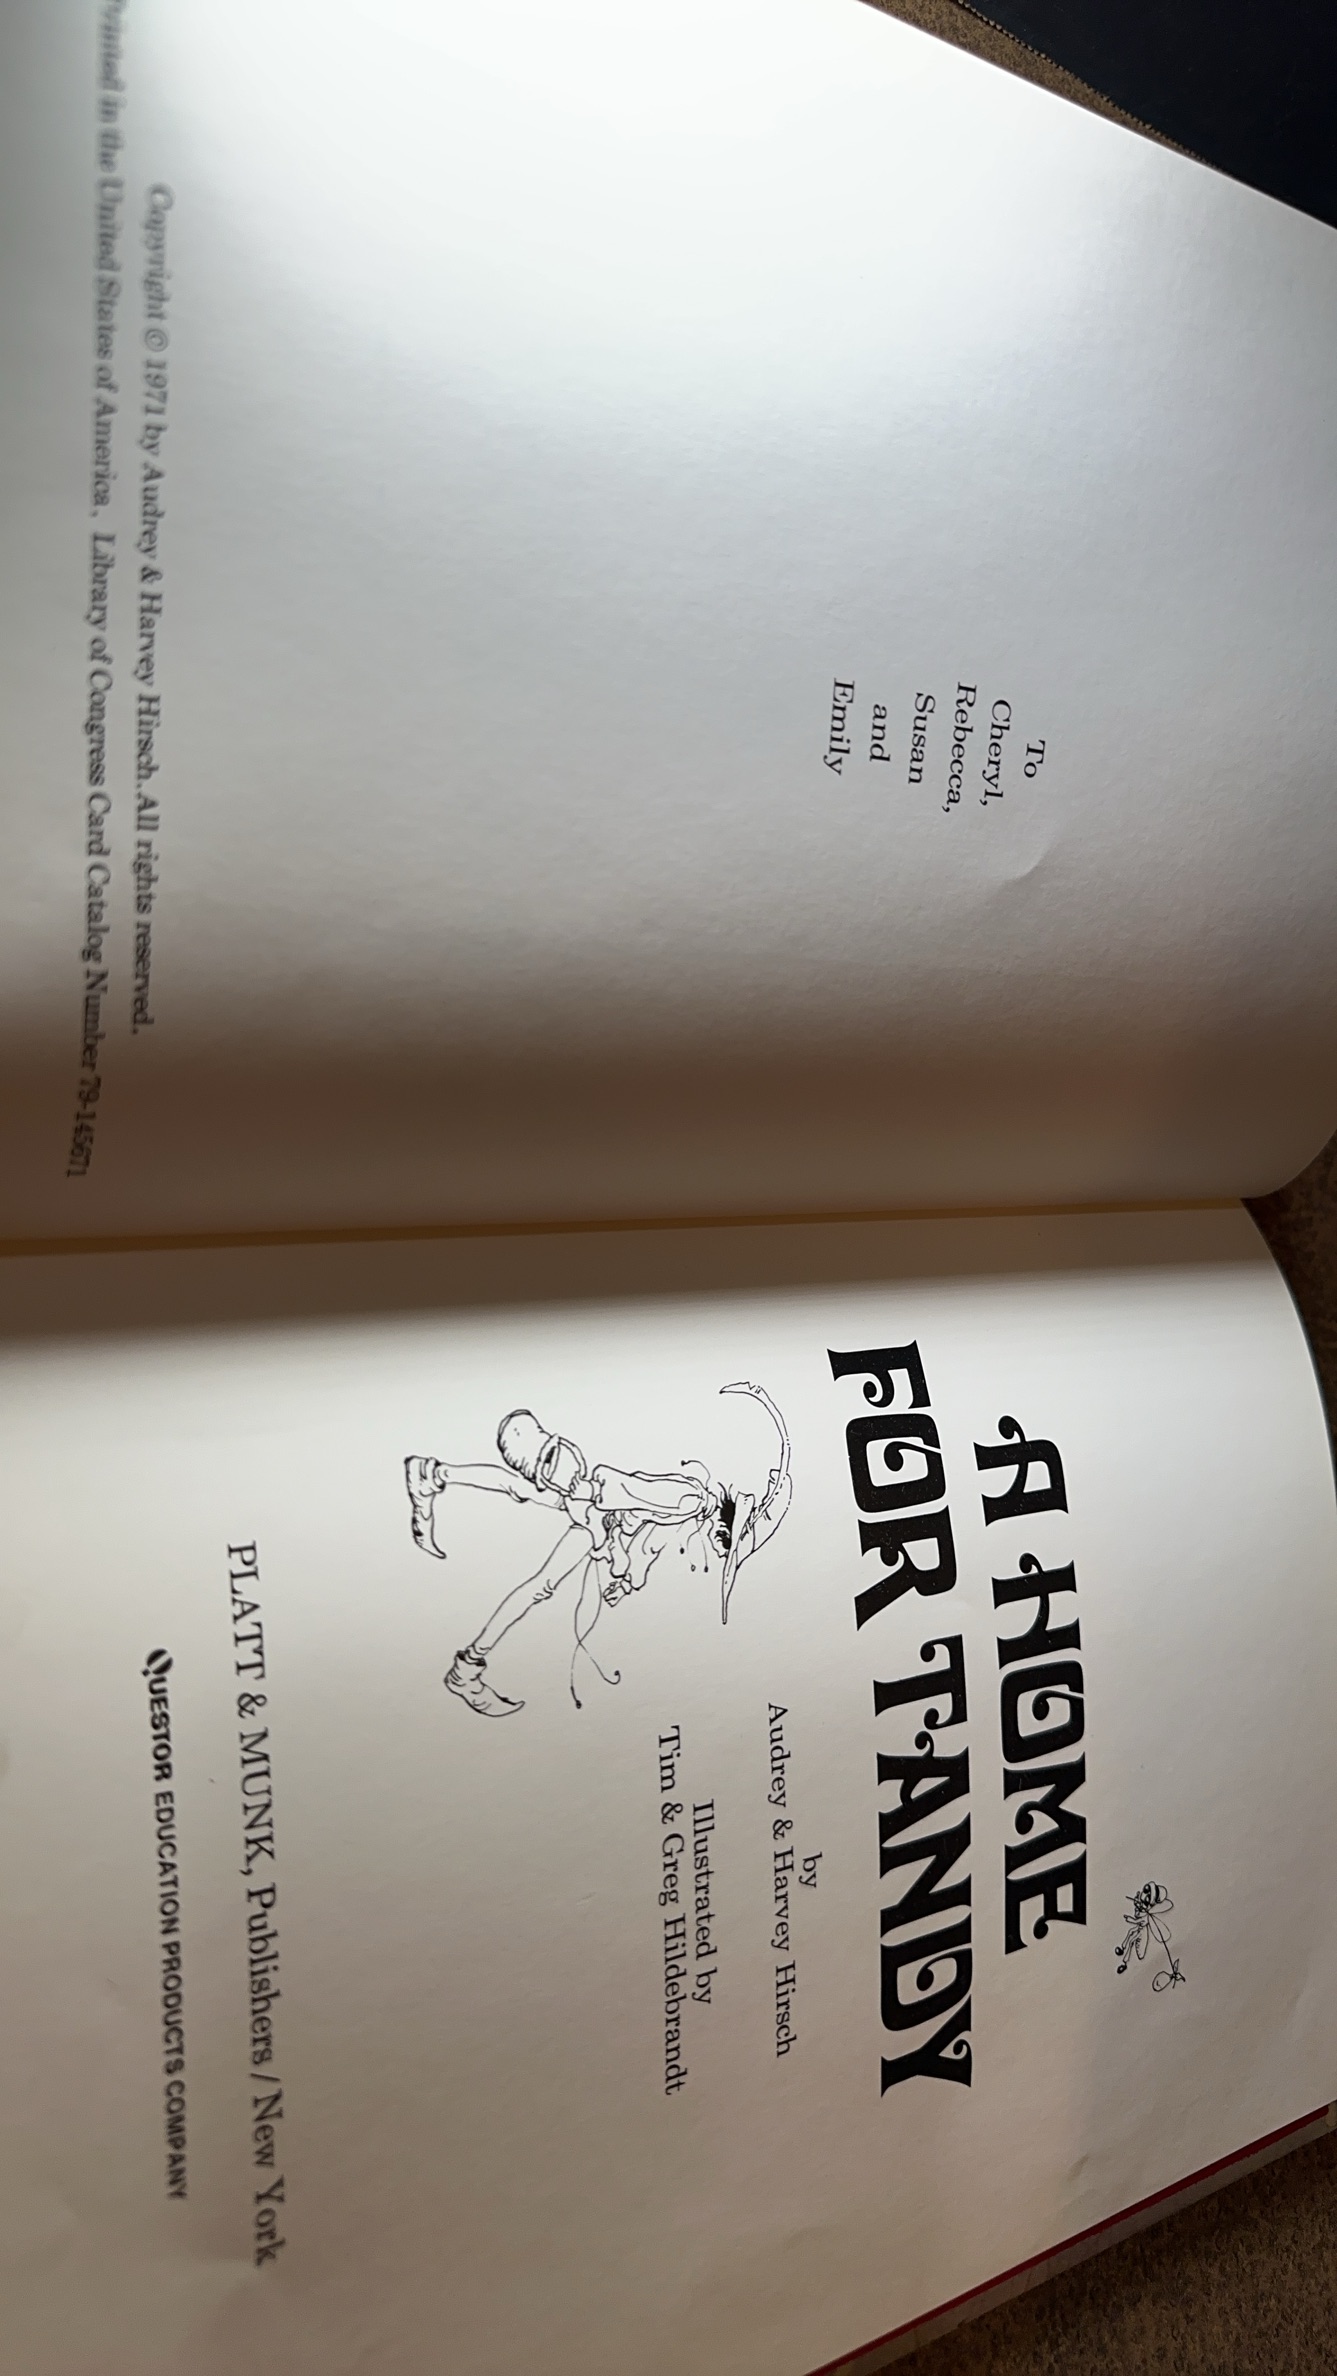 To
Cheryl,
Rebecca,
Susan
and
Emily
Copyright © 1971 by Audrey & Harvey Hirsch. All rights reserved.
Printed in the United States of America, Library of Congress Card Catalog Number 79-145671
A HOME
FOR TANDY
by
Audrey & Harvey Hirsch
Illustrated by
Tim & Greg Hildebrandt
PLATT & MUNK, Publishers / New York
QUESTOR EDUCATION PRODUCTS COMPANY